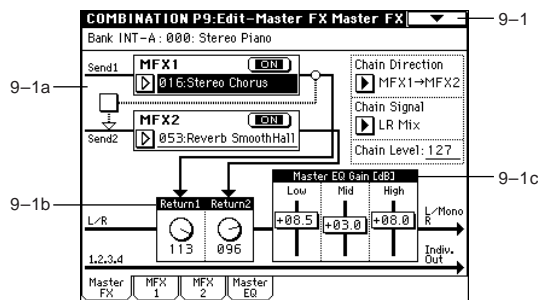 COMBINATION P9:Edit-Master FX Master FX
9-1
Bank INT-A: 000: Stereo Piano
9-1a
Send1
MFX1
ON
016:Stereo Chorus
Send2
MFX2
ON
053:Reverb SmoothHall
Chain Direction
MFX1→MFX2
Chain Signal
LR Mix
Chain Level: 127
9-1b
Return1 Return2
113 096
Master EQ Gain [dB]
Low Mid High
+08.5 +03.0 +08.0
9-1c
L/R
L/Mono
R
1.2.3.4
Indiv.
Out
Master FX
MFX 1
MFX 2
Master EQ